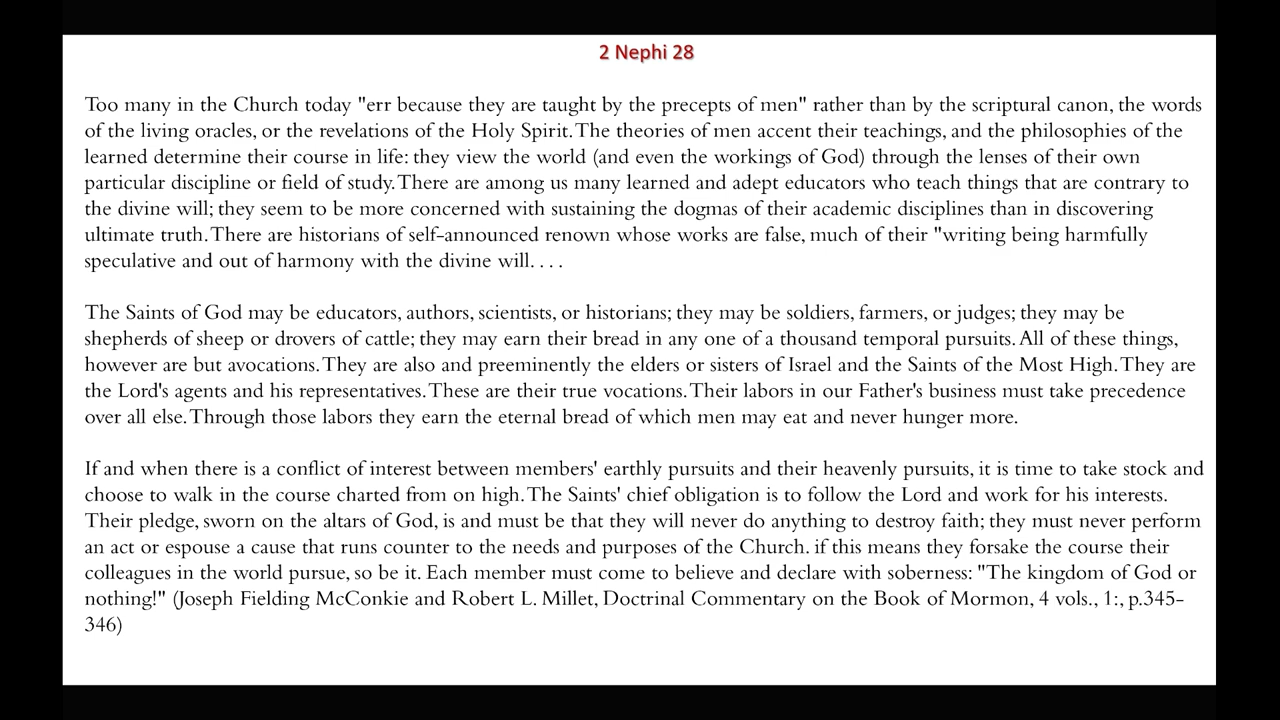 2 Nephi 28
Too many in the Church today "err because they are taught by the precepts of men" rather than by the scriptural canon, the words
of the living oracles, or the revelations of the Holy Spirit. The theories of men accent their teachings, and the philosophies of the
learned determine their course in life: they view the world (and even the workings of God) through the lenses of their own
particular discipline or field of study. There are among us many learned and adept educators who teach things that are contrary to
the divine will; they seem to be more concerned with sustaining the dogmas of their academic disciplines than in discovering
ultimate truth. There are historians of self-announced renown whose works are false, much of their "writing being harmfully
speculative and out of harmony with the divine will. . . .
The Saints of God may be educators, authors, scientists, or historians; they may be soldiers, farmers, or judges; they may be
shepherds of sheep or drovers of cattle; they may earn their bread in any one of a thousand temporal pursuits. All of these things,
however are but avocations. They are also and preeminently the elders or sisters of Israel and the Saints of the Most High. They are
the Lord's agents and his representatives. These are their true vocations. Their labors in our Father's business must take precedence
over all else. Through those labors they earn the eternal bread of which men may eat and never hunger more.
If and when there is a conflict of interest between members' earthly pursuits and their heavenly pursuits, it is time to take stock and
choose to walk in the course charted from on high. The Saints' chief obligation is to follow the Lord and work for his interests.
Their pledge, sworn on the altars of God, is and must be that they will never do anything to destroy faith; they must never perform
an act or espouse a cause that runs counter to the needs and purposes of the Church. if this means they forsake the course their
colleagues in the world pursue, so be it. Each member must come to believe and declare with soberness: "The kingdom of God or
nothing!" (Joseph Fielding McConkie and Robert L. Millet, Doctrinal Commentary on the Book of Mormon, 4 vols., 1:, p.345-
346)